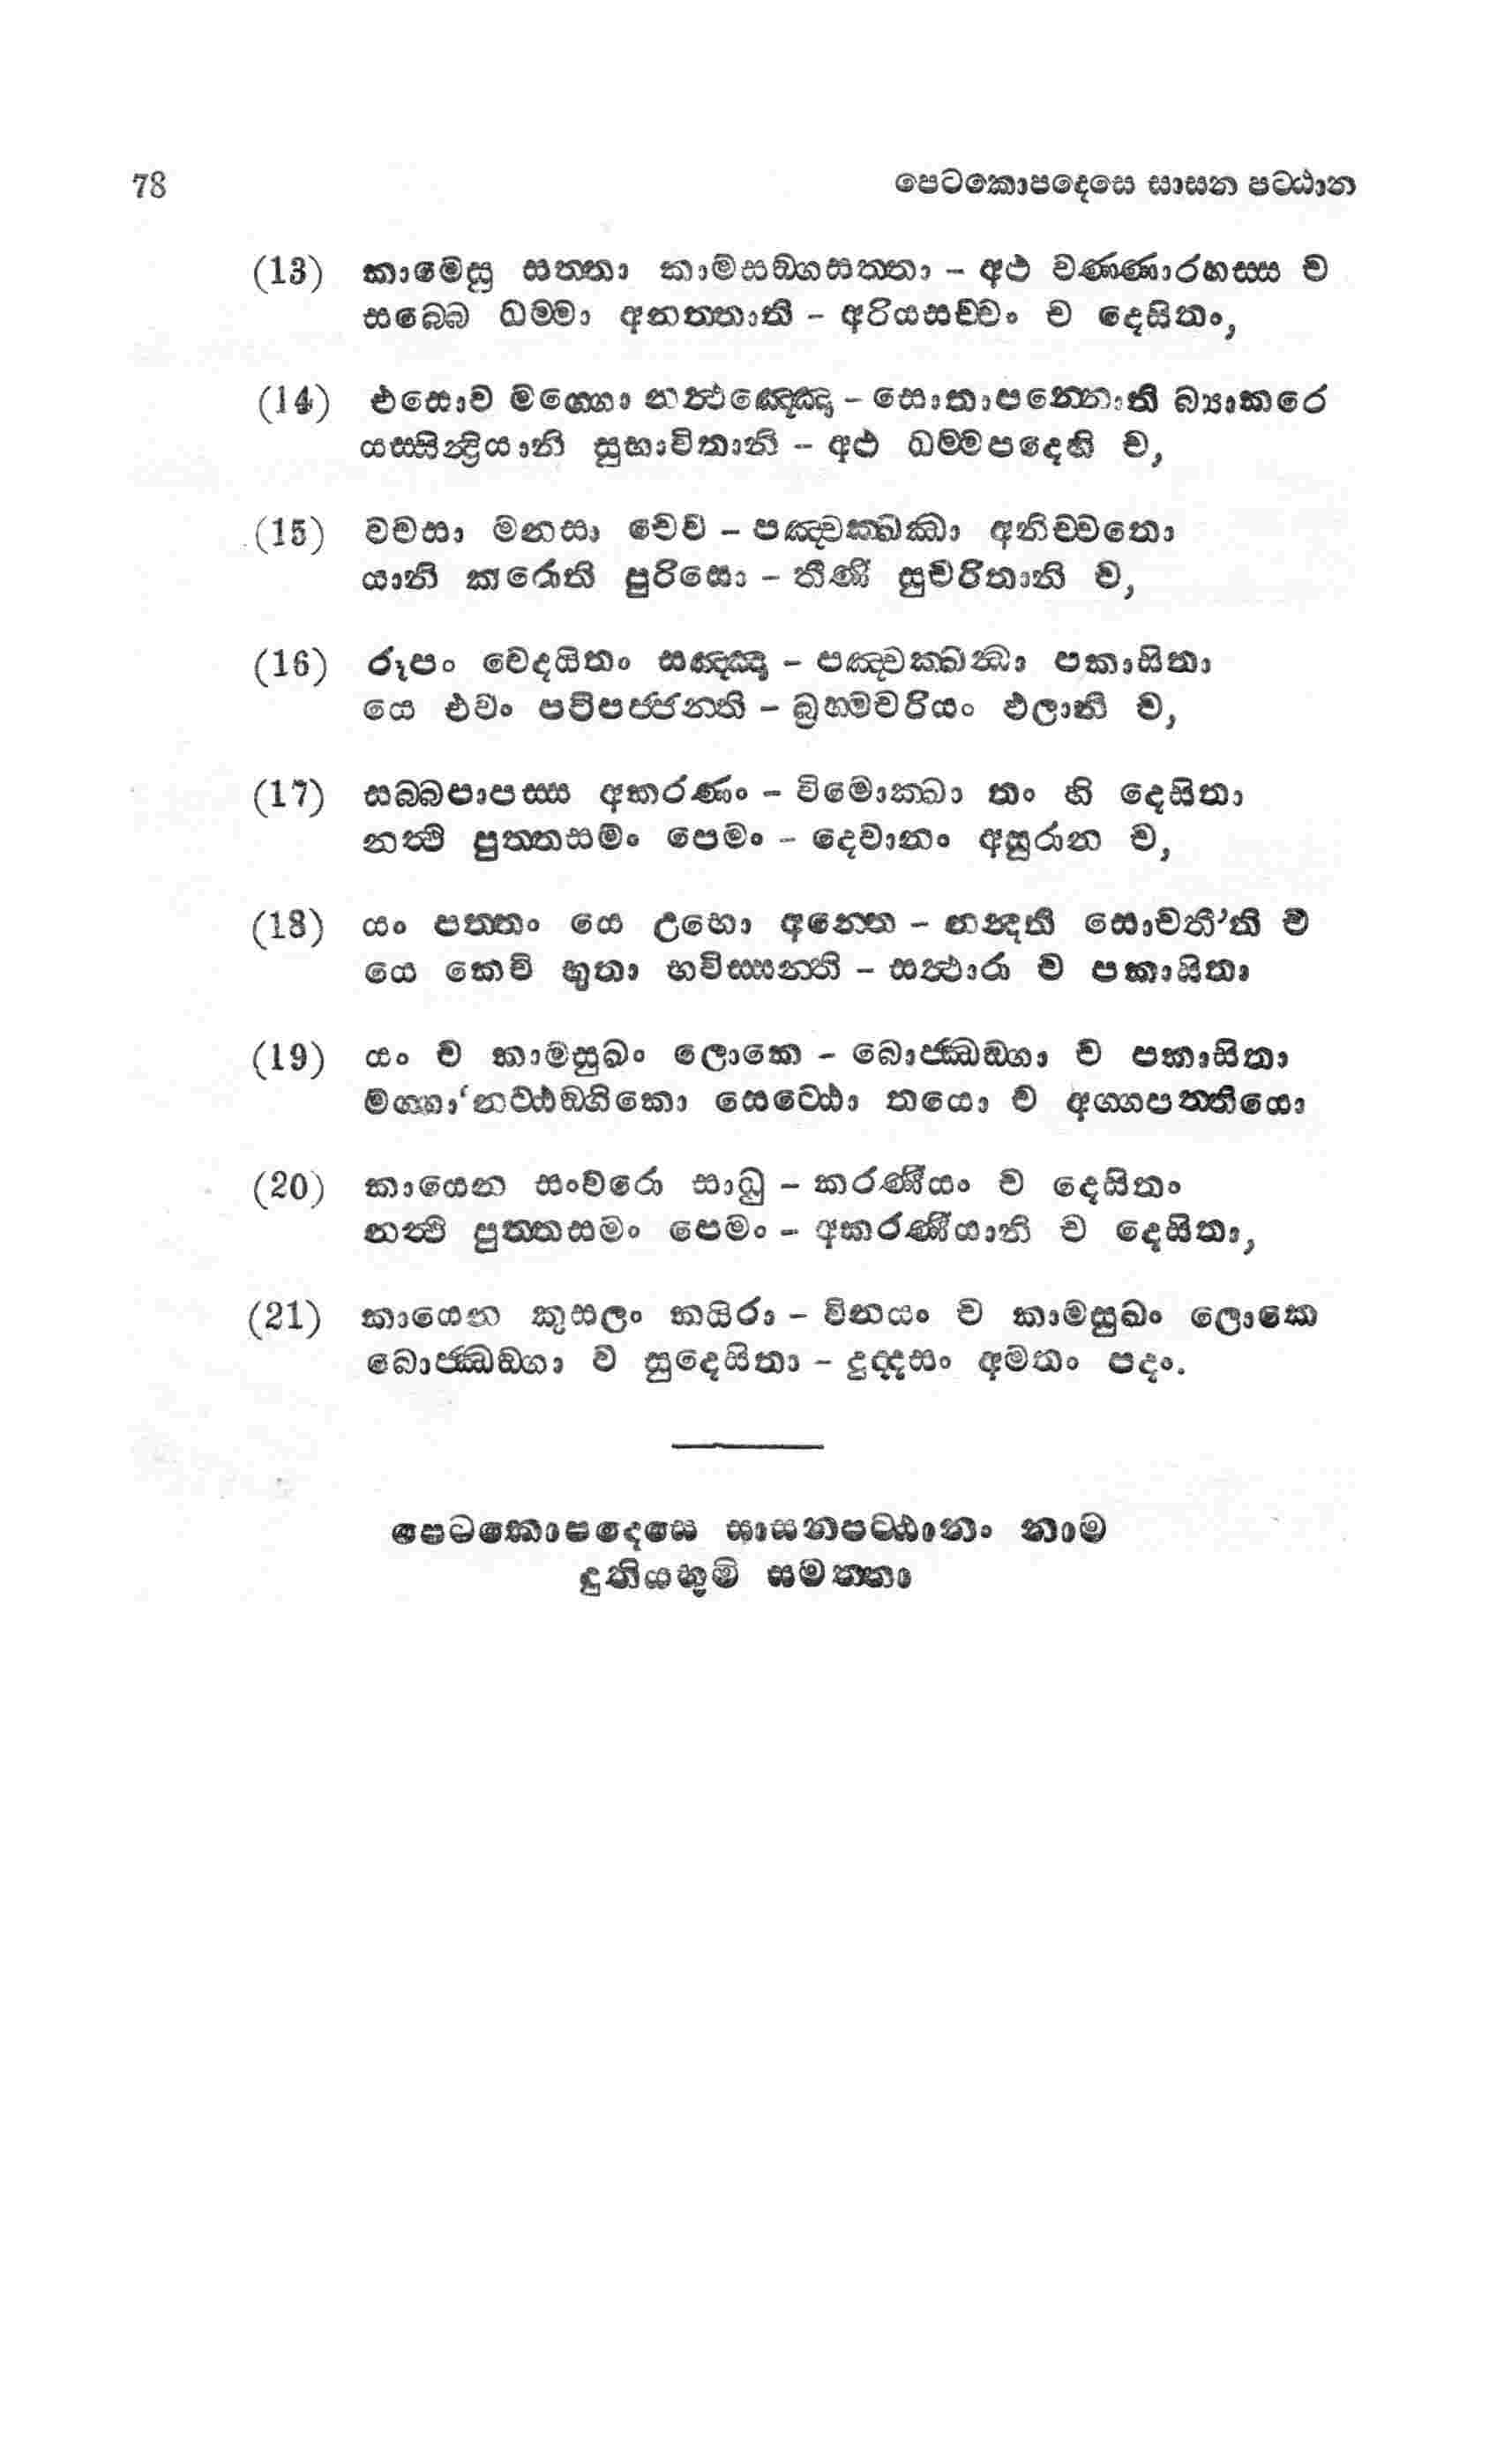 78 පෙටකොපදෙසෙ සාසන පට්ඨාන
(13) කාමෙසු සත්තා කාමසඞ්ගසත්තා – අථ වණ්ණාරහස්ස ච
සබ්බෙ ධම්මා අනත්තාති – අරියසච්චං ච දෙසිතං,
(14) එසොව මග්ගො නත්ථඤ්ඤො – සොතාපන්නොති බ්‍යාකරෙ
යස්සින්ද්‍රියානි සුභාවිතානි – අථ ධම්මපදෙහි ච,
(15) වචසා මනසා චෙව – පඤ්චක්ඛන්ධා අනිච්චතො
යානි කරොති පුරිසො – තීණි සුචරිතානි ච,
(16) රූපං වෙදයිතං සඤ්ඤා – පඤ්චක්ඛන්ධා පකාසිතා
යෙ එවං පටිපජ්ජන්ති – බ්‍රහ්මචරියං ඵලානි ච,
(17) සබ්බපාපස්ස අකරණං – විමොක්ඛා තං හි දෙසිතා
නත්ථි පුත්තසමං පෙමං – දෙවානං අසුරාන ච,
(18) යං පත්තං යෙ උභො අන්තෙ – නන්දති සොචතී’ති ච
යෙ කෙචි භූතා භවිස්සන්ති – සත්ථාරා ච පකායිතා
(19) යං ච කාමසුඛං ලොකෙ – බොජ්ඣඞ්ගා ච පකාසිතා
මග්ගා‘නට්ඨඞ්ගිකො සෙට්ඨො තයො ච අග්ගපත්තියො
(20) කායෙන සංවරො සාධු – කරණීයං ච දෙසිතං
නත්ථි පුත්තසමං පෙමං – අකරණීයානි ච දෙසිතා,
(21) කායෙන කුසලං කයිරා – විනයං ච කාමසුඛං ලොකෙ
බොජ්ඣඞ්ගා ච සුදෙසිතා – දුද්දසං අමතං පදං.
පෙටකොපදෙසෙ සාසනපට්ඨානං නාම
දුතියභූමි සමත්තා